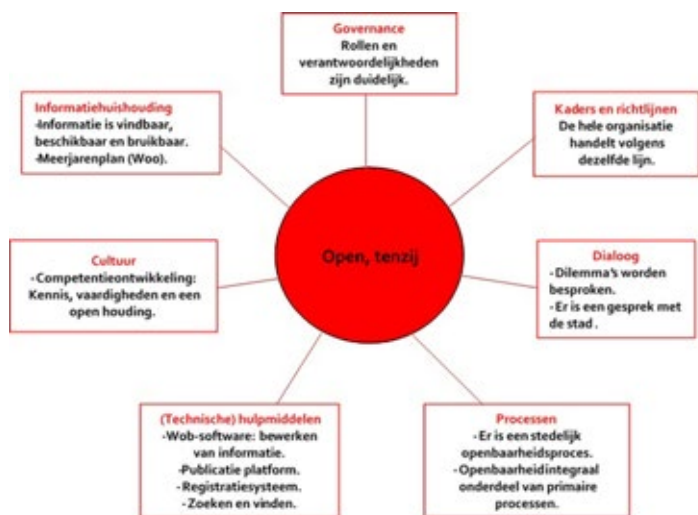 Governance
Rollen en
verantwoordelijkheden
zijn duidelijk.
Informatiehuishouding
-Informatie is vindbaar,
beschikbaar en bruikbaar.
-Meerjarenplan (Woo).
Kaders en richtlijnen
De hele organisatie
handelt volgens
dezelfde lijn.
Open, tenzij
Cultuur
-Competentieontwikkeling:
Kennis, vaardigheden en een
open houding.
Dialoog
-Dilemma's worden
besproken.
-Er is een gesprek met
de stad .
(Technische) hulpmiddelen
-Wob-software: bewerken
van informatie.
-Publicatie platform.
-Registratiesysteem.
- Zoeken en vinden.
Processen
-Er is een stedelijk
openbaarheidsproces.
-Openbaarheidintegraal
onderdeel van primaire
processen.